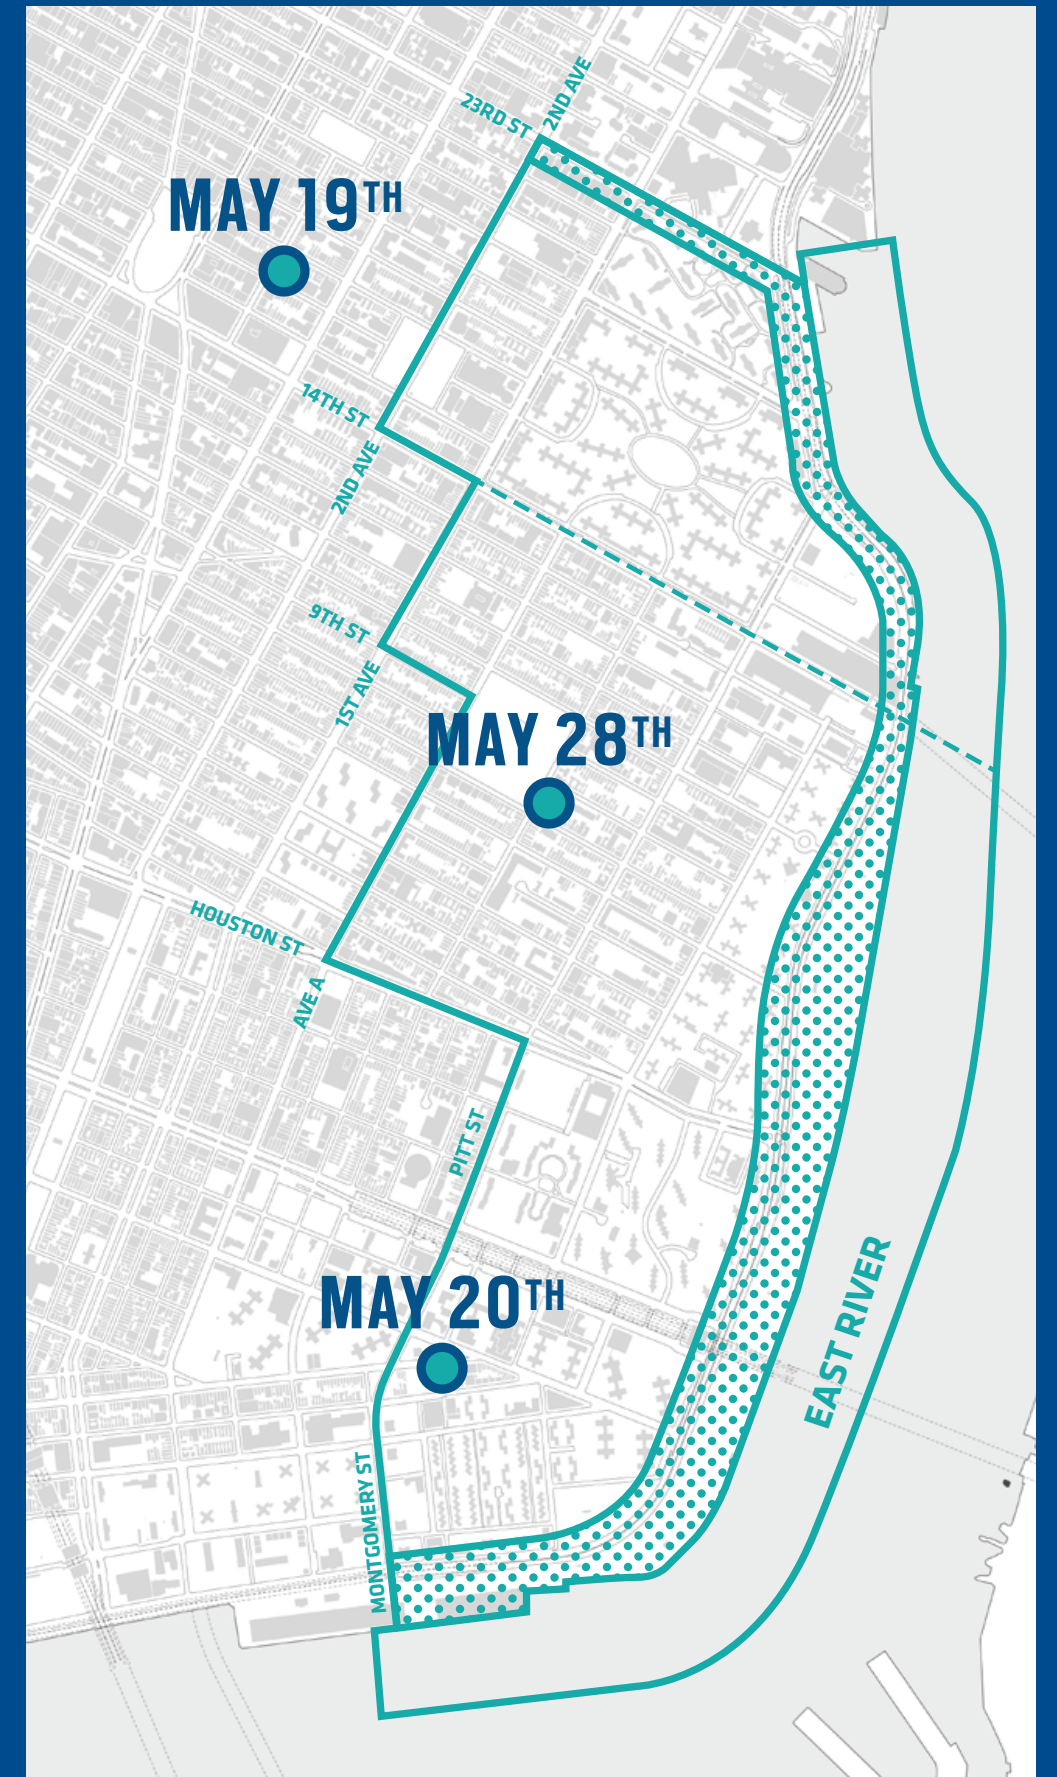 2ND AVE
23RD ST
MAY 19TH
14TH ST
2ND AVE
9TH ST
1ST AVE
MAY 28TH
HOUSTON ST
AVE A
PITT ST
EAST RIVER
MAY 20TH
MONTGOMERY ST